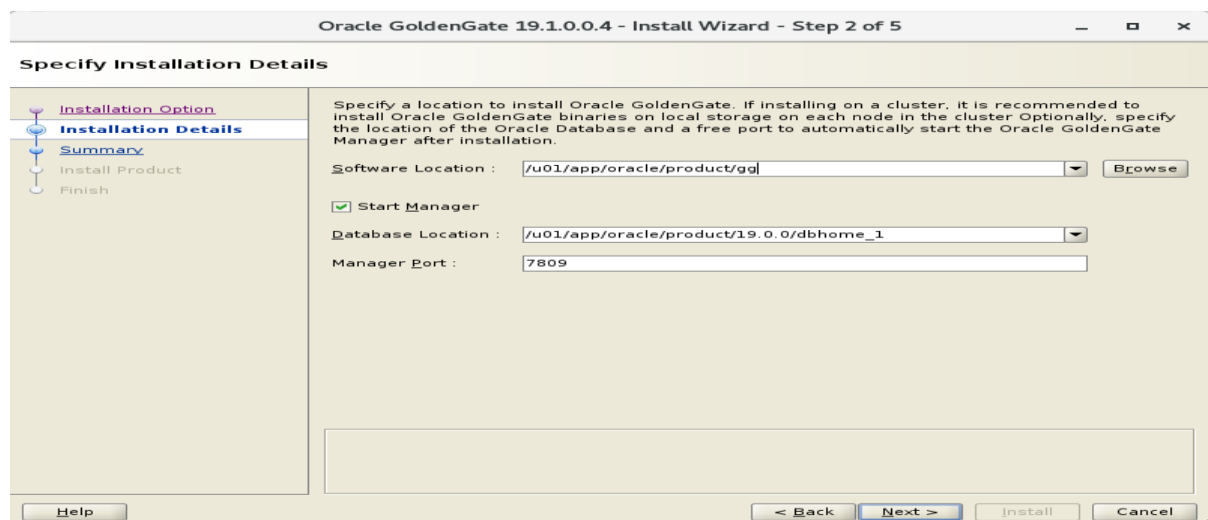 Oracle GoldenGate 19.1.0.0.4 - Install Wizard - Step 2 of 5
Specify Installation Details
Installation Option
Installation Details
Summary
Install Product
Finish
Specify a location to install Oracle GoldenGate. If installing on a cluster, it is recommended to
install Oracle GoldenGate binaries on local storage on each node in the cluster Optionally, specify
the location of the Oracle Database and a free port to automatically start the Oracle GoldenGate
Manager after installation.
Software Location : /u01/app/oracle/product/gg Browse
Start Manager
Database Location : /u01/app/oracle/product/19.0.0/dbhome_1
Manager Port : 7809
Help < Back Next > Install Cancel